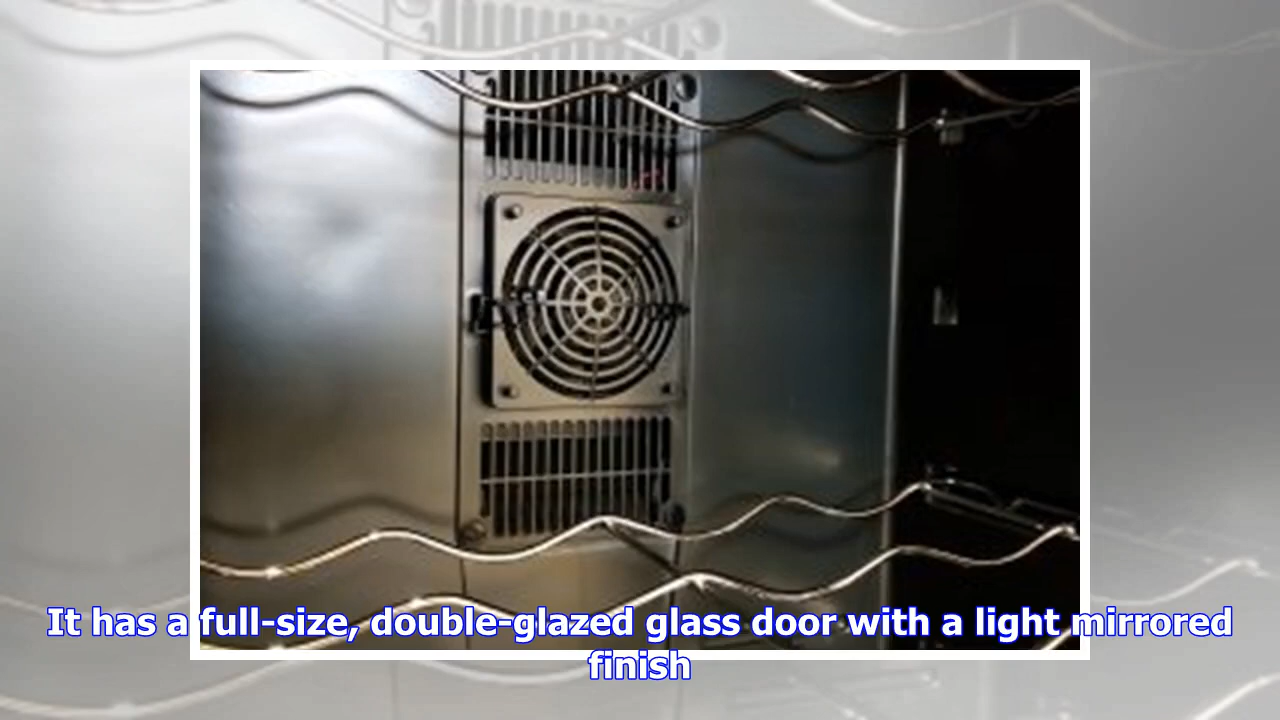 It has a full-size, double-glazed glass door with a light mirrored
finish